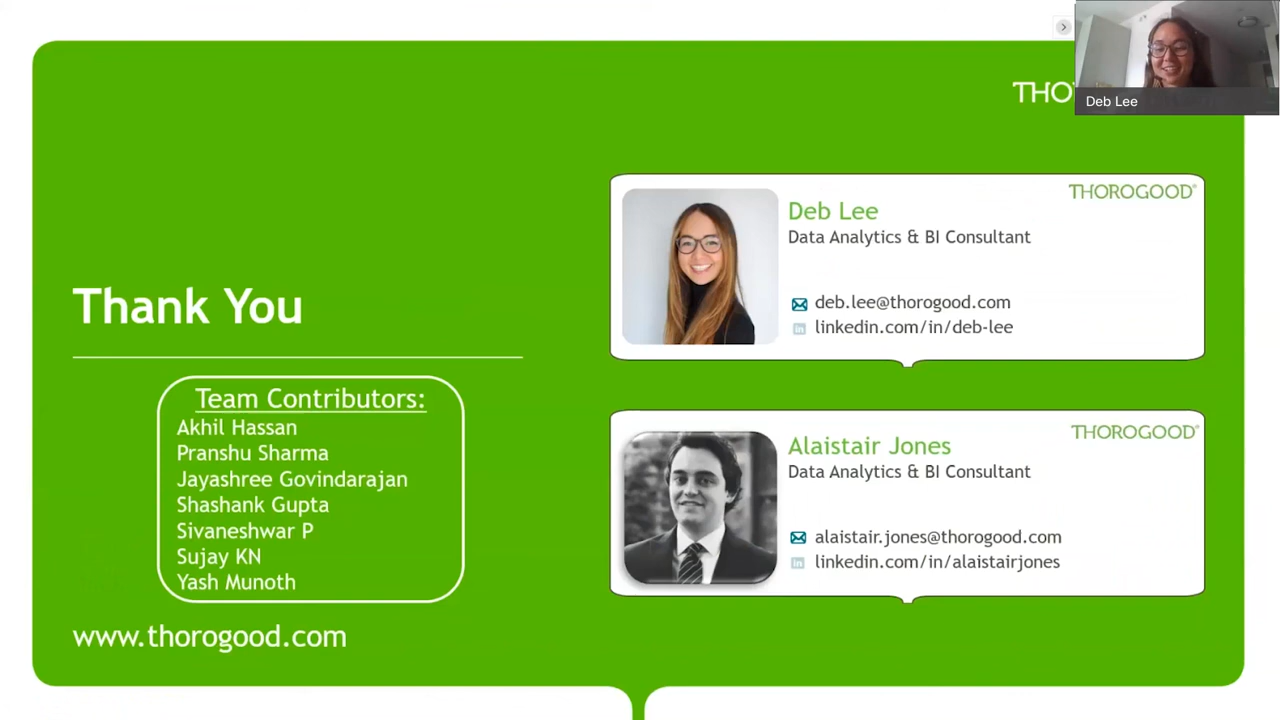 Deb Lee
THO
Thank You
Team Contributors:
Akhil Hassan
Pranshu Sharma
Jayashree Govindarajan
Shashank Gupta
Sivaneshwar P
Sujay KN
Yash Munoth
www.thorogood.com
THOROGOOD®
Deb Lee
Data Analytics & BI Consultant
deb.lee@thorogood.com
in linkedin.com/in/deb-lee
THOROGOOD®
Alaistair Jones
Data Analytics & BI Consultant
alaistair.jones@thorogood.com
in linkedin.com/in/alaistairjones